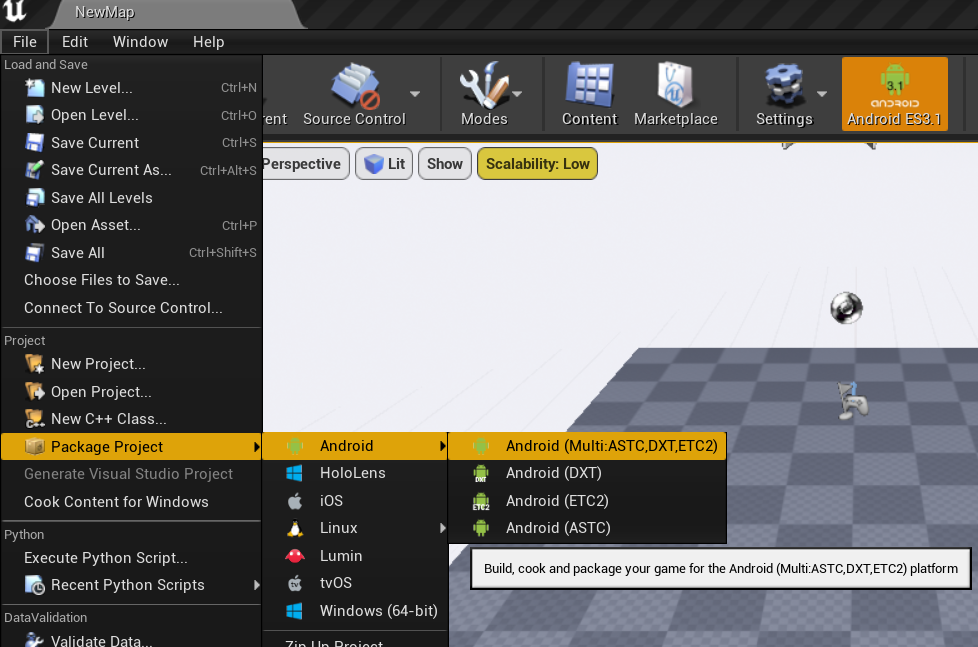 NewMap
File Edit Window Help
Load and Save
New Level... Ctrl+N
Open Level... Ctrl+O
Save Current Ctrl+S
Save Current As... Ctrl+Alt+S
Save All Levels
Open Asset... Ctrl+P
Save All Ctrl+Shift+S
Choose Files to Save...
Connect To Source Control...
Project
New Project...
Open Project...
New C++ Class...
Package Project
Generate Visual Studio Project
Cook Content for Windows
Python
Execute Python Script...
Recent Python Scripts
DataValidation
Validate Data...
Source Control
Modes
Content
Marketplace
Settings
3.1
ANDROID
Android ES3.1
Perspective
Lit
Show
Scalability: Low
Android
HoloLens
iOS
Linux
Lumin
tvOS
Windows (64-bit)
Zip Up Project
Android (Multi:ASTC,DXT,ETC2)
DXT Android (DXT)
ETC2 Android (ETC2)
Android (ASTC)
Build, cook and package your game for the Android (Multi:ASTC,DXT,ETC2) platform